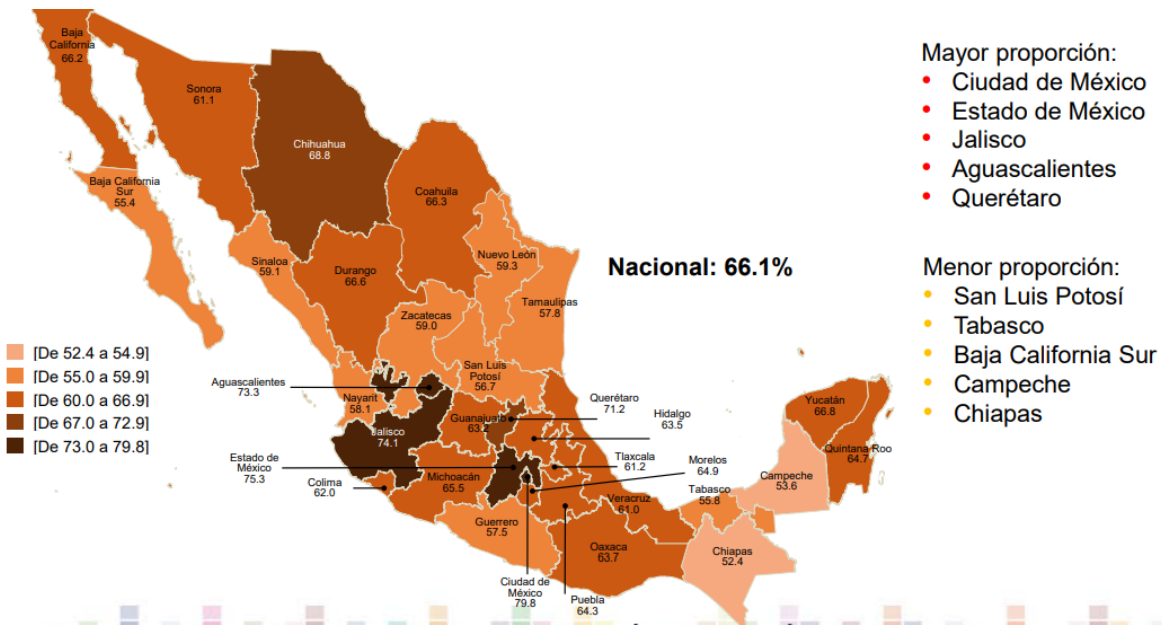 Baja
California
66.2
Sonora
61.1
Chihuahua
68.8
Baja California
Sur
55.4
Coahuila
66.3
Sinaloa
59.1
Durango
66.6
Nuevo León
59.3
Tamaulipas
57.8
Zacatecas
59.0
San Luis
Potosí
56.7
Aguascalientes
73.3
Nayarit
58.1
Jalisco
74.1
Guanajuato
63.2
Querétaro
71.2
Hidalgo
63.5
Estado de
México
75.3
Colima
62.0
Michoacán
65.5
Tlaxcala
61.2
Morelos
64.9
Guerrero
57.5
Veracruz
61.0
Oaxaca
63.7
Ciudad de
México
79.8
Puebla
64.3
Tabasco
55.8
Chiapas
52.4
Campeche
53.6
Yucatán
66.8
Quintana Roo
64.7
Nacional: 66.1%
[De 52.4 a 54.9]
[De 55.0 a 59.9]
[De 60.0 a 66.9]
[De 67.0 a 72.9]
[De 73.0 a 79.8]
Mayor proporción:
• Ciudad de México
• Estado de México
• Jalisco
• Aguascalientes
• Querétaro
Menor proporción:
• San Luis Potosí
• Tabasco
• Baja California Sur
• Campeche
• Chiapas